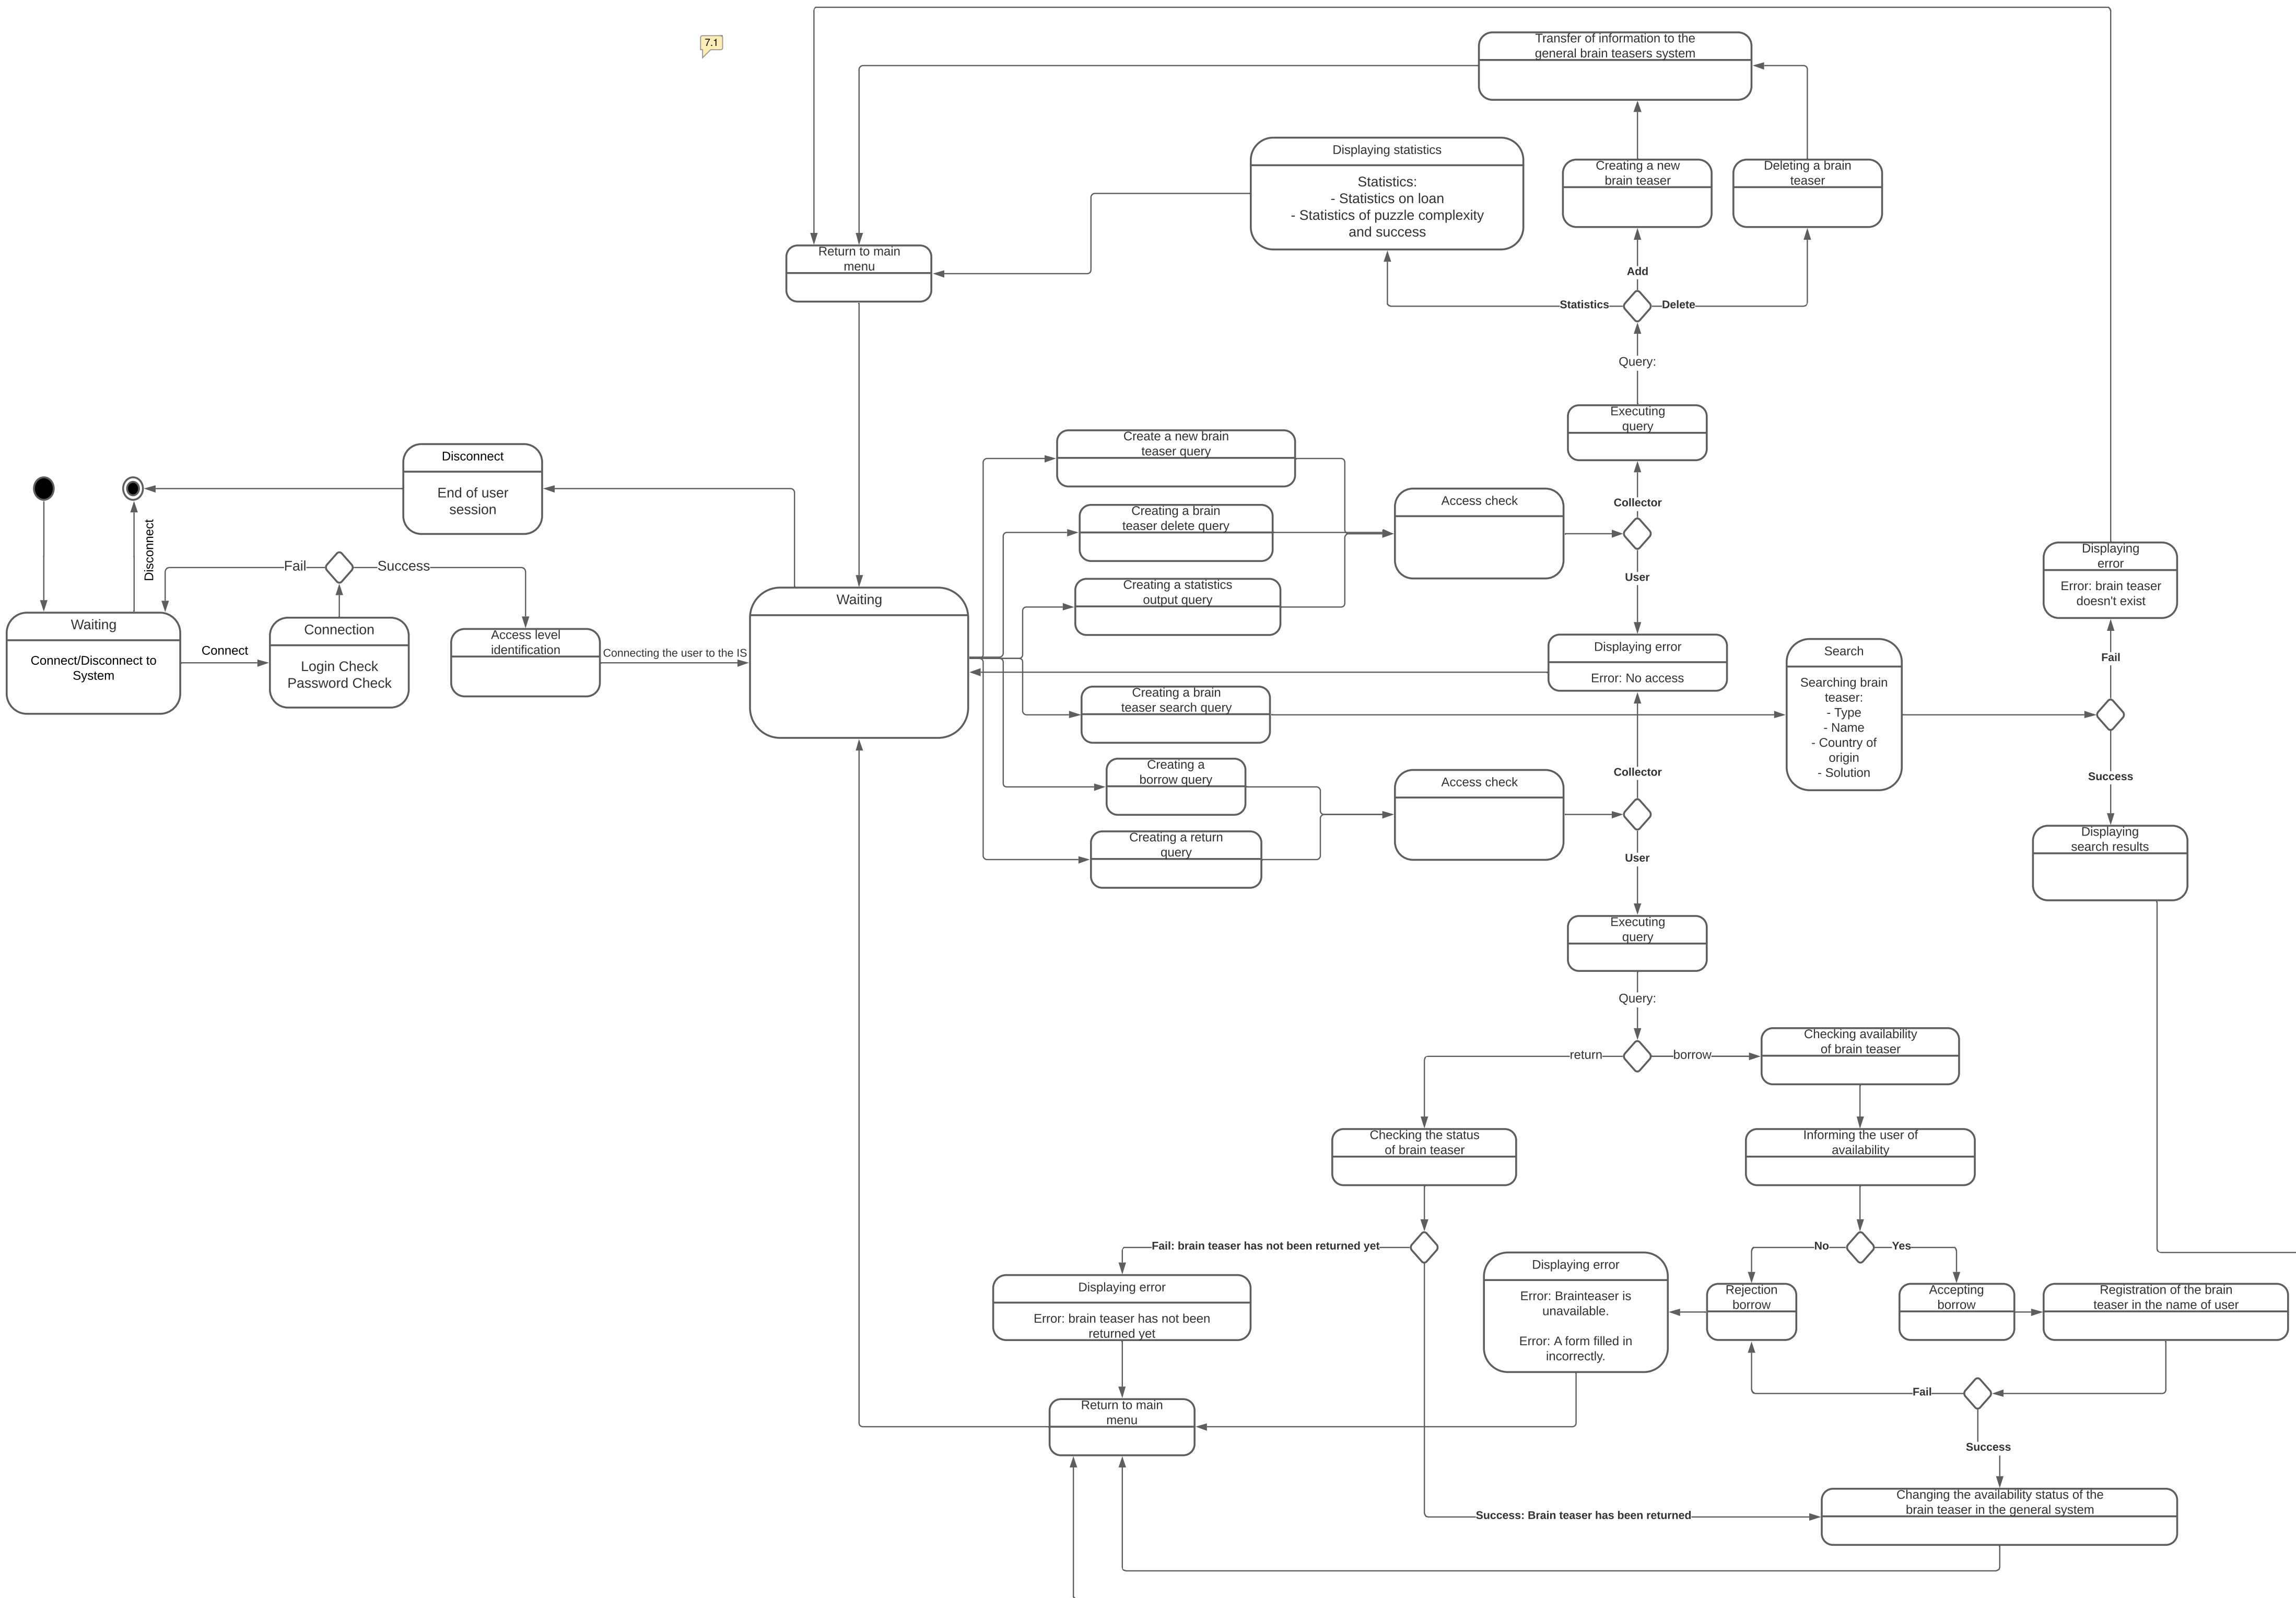 7.1
Transfer of information to the
general brain teasers system
Displaying statistics
Statistics:
- Statistics on loan
- Statistics of puzzle complexity
and success
Creating a new
brain teaser
Deleting a brain
teaser
Return to main
menu
Add
Statistics
Delete
Query:
Executing
query
Create a new brain
teaser query
Disconnect
End of user
session
Access check
Collector
Creating a brain
teaser delete query
Disconnect
Fail
Success
User
Displaying
error
Error: brain teaser
doesn't exist
Creating a statistics
output query
Waiting
Waiting
Connect/Disconnect to
System
Connect
Connection
Login Check
Password Check
Access level
identification
Connecting the user to the IS
Displaying error
Error: No access
Search
Searching brain
teaser:
- Type
- Name
- Country of
origin
- Solution
Fail
Creating a brain
teaser search query
Creating a
borrow query
Access check
Collector
Success
Creating a return
query
User
Displaying
search results
Executing
query
Query:
return
borrow
Checking availability
of brain teaser
Checking the status
of brain teaser
Informing the user of
availability
Fail: brain teaser has not been returned yet
No
Yes
Displaying error
Error: brain teaser has not been
returned yet
Displaying error
Error: Brainteaser is
unavailable.
Error: A form filled in
incorrectly.
Rejection
borrow
Accepting
borrow
Registration of the brain
teaser in the name of user
Return to main
menu
Fail
Success
Success: Brain teaser has been returned
Changing the availability status of the
brain teaser in the general system